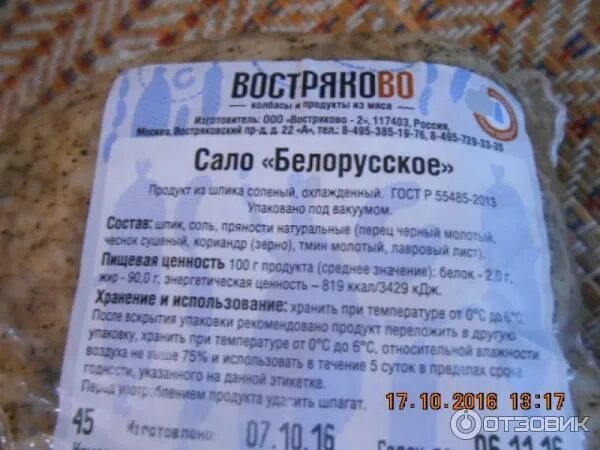 ВОСТРЯКОВО
колбасы и продукты из мяса
Изготовитель: ООО «Востряково - 2», 117403, Россия,
Москва, Востряковский пр-д, д. 22 «А», тел.: 8-495-385-19-76, 8-495-729-33-35
Сало «Белорусское»
Продукт из шпика соленый, охлажденный. ГОСТ Р 55485-2013
Упаковано под вакуумом.
Состав: шпик, соль, пряности натуральные (перец черный молотый,
чеснок сушеный, кориандр (зерно), тмин молотый, лавровый лист).
Пищевая ценность 100 г продукта (среднее значение): белок - 2,0 г,
жир - 90,0 г, энергетическая ценность – 819 ккал/3429 кДж.
Хранение и использование: хранить при температуре от 0°С до 6°С.
После вскрытия упаковки рекомендовано продукт переложить в другую
упаковку, хранить при температуре от 0°С до 6°С, относительной влажности
воздуха не выше 75% и использовать в течение 5 суток в пределах срока
годности, указанного на данной этикетке.
Перед употреблением продукта удалить шпагат.
45 Изготовлено: 07.10.16
06.11.16
17.10.2016 13:17
ОТЗОВИК